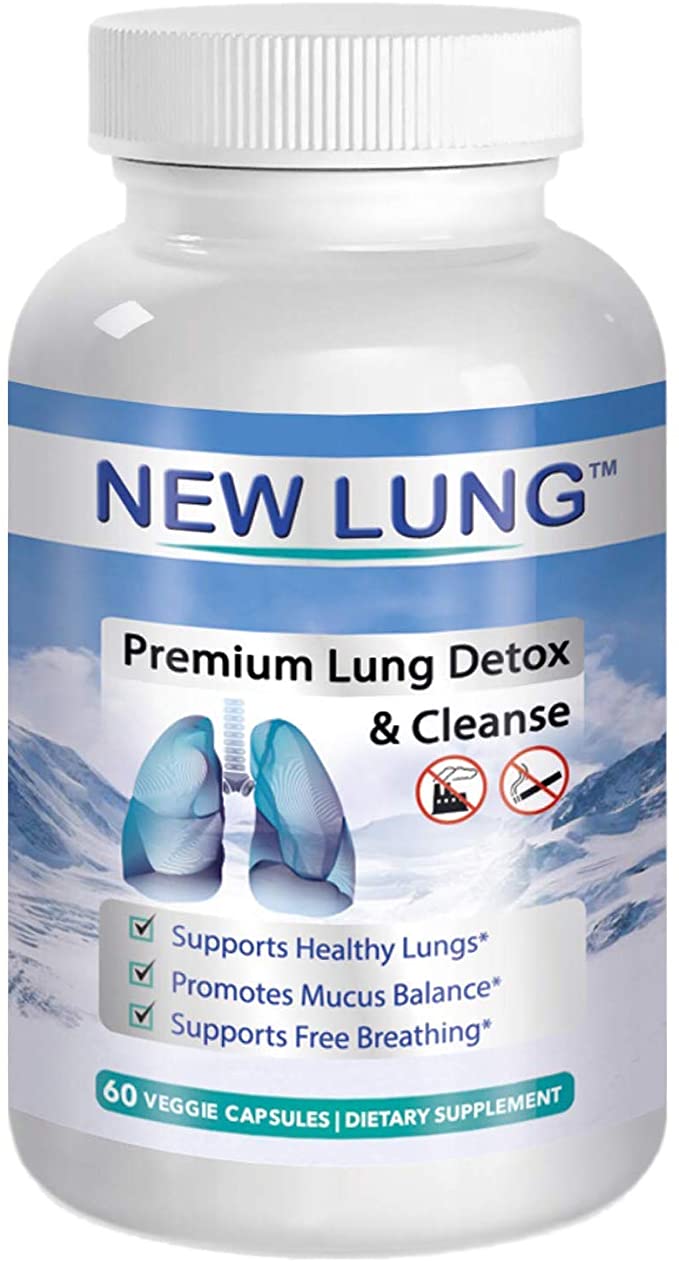 NEW LUNG™
Premium Lung Detox
& Cleanse
Supports Healthy Lungs*
Promotes Mucus Balance*
Supports Free Breathing*
60 VEGGIE CAPSULES | DIETARY SUPPLEMENT